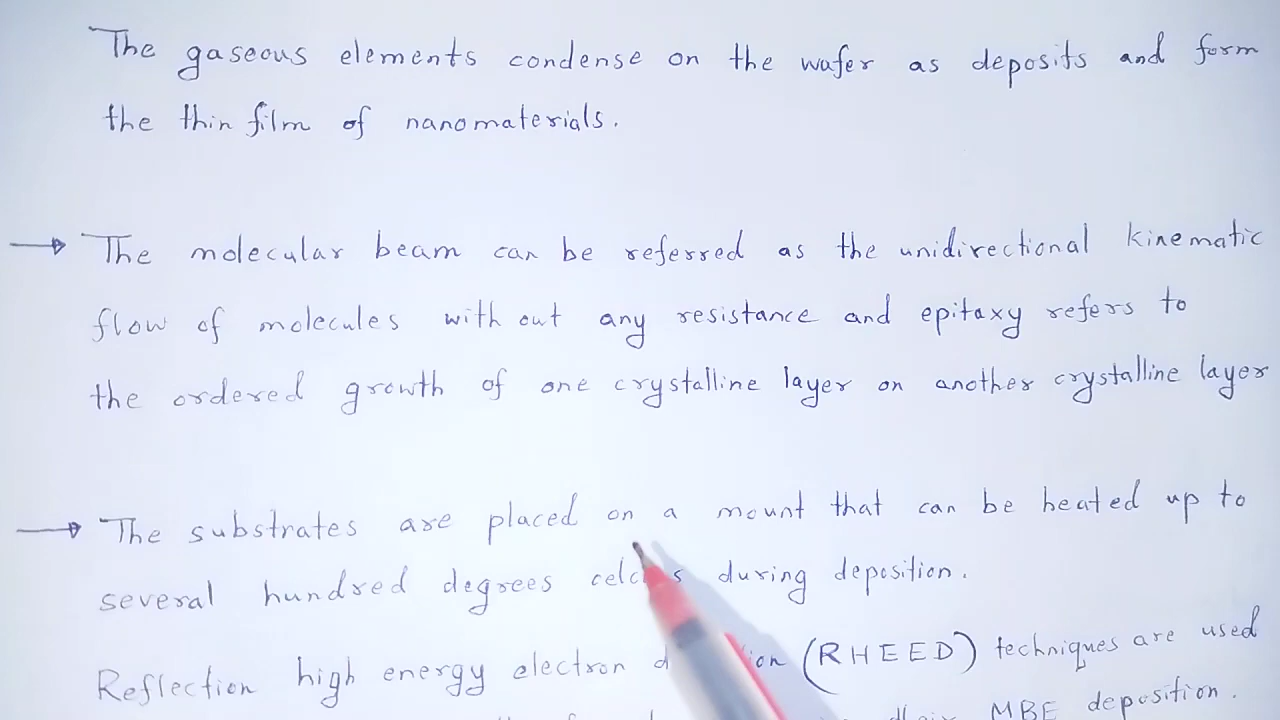 The gaseous elements condense on the wafer as deposits and form
the thin film of nanomaterials.
The molecular beam can be referred as the unidirectional kinematic
flow of molecules with out any resistance and epitaxy refers to
the ordered growth of one crystalline layer on another crystalline layer
The substrates are placed on a mount that can be heated up to
several hundred degrees during deposition.
Reflection high energy electron (RHEED) techniques are used
MBE deposition.